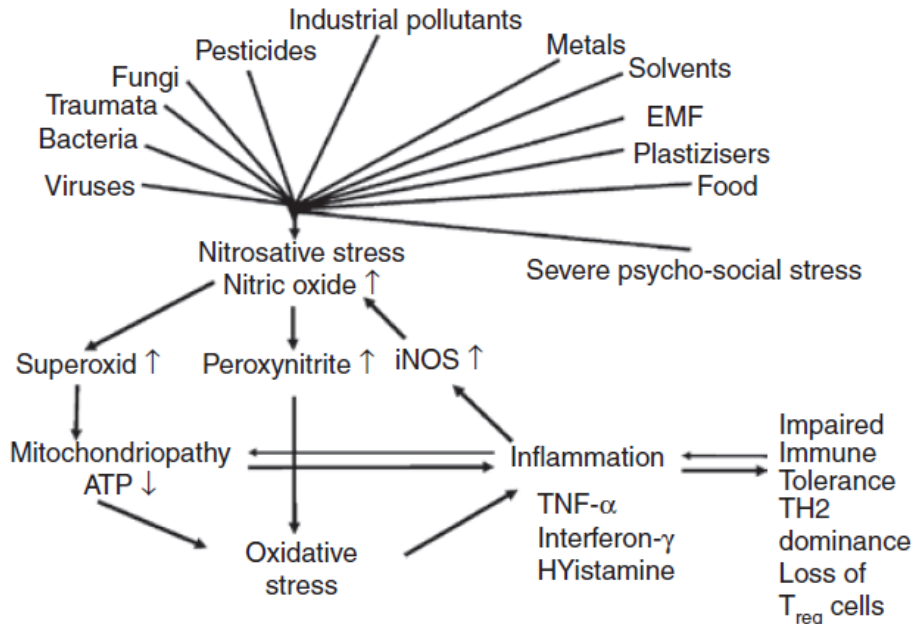 Industrial pollutants
Pesticides
Metals
Fungi
Solvents
Traumata
EMF
Bacteria
Plastizisers
Viruses
Food
Nitrosative stress
Nitric oxide ↑
Severe psycho-social stress
Superoxid ↑
Peroxynitrite ↑
iNOS ↑
Mitochondriopathy
ATP ↓
Inflammation
TNF-α
Interferon-γ
HYistamine
Impaired
Immune
Tolerance
TH2
dominance
Loss of
Treg cells
Oxidative
stress